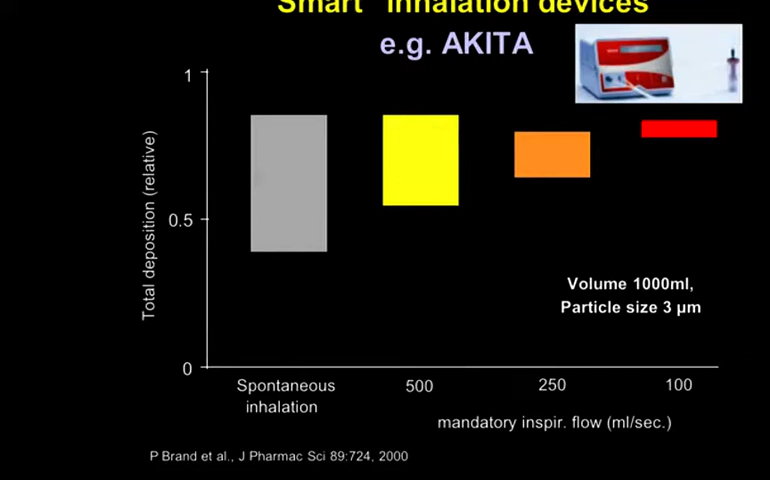 Smart" inhalation devices
e.g. AKITA
1
0.5
0
Total deposition (relative)
Volume 1000ml,
Particle size 3 µm
Spontaneous
inhalation
500
250
100
mandatory inspir. flow (ml/sec.)
P Brand et al., J Pharmac Sci 89:724, 2000